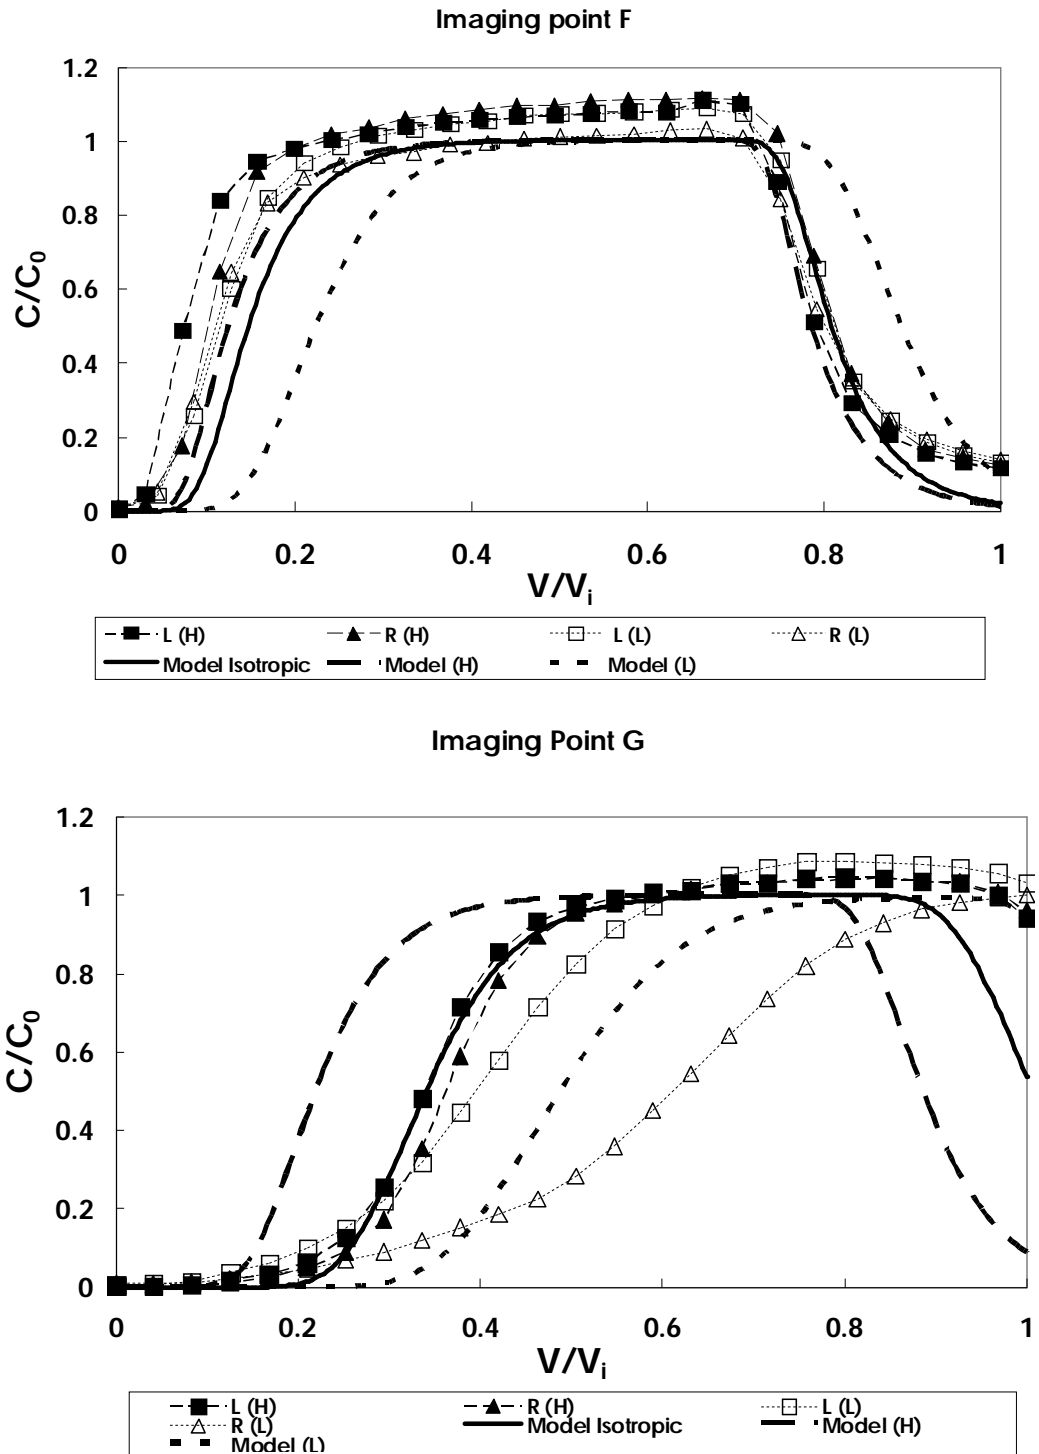 Imaging point F
1.2
1
0.8
0.6
0.4
0.2
0
C/C0
0 0.2 0.4 0.6 0.8 1
V/Vi
L (H) R (H) L (L) R (L)
Model Isotropic Model (H) Model (L)
Imaging Point G
1.2
1
0.8
0.6
0.4
0.2
0
C/C0
0 0.2 0.4 0.6 0.8 1
V/Vi
L (H) R (H) L (L)
R (L) Model Isotropic Model (H)
Model (L)